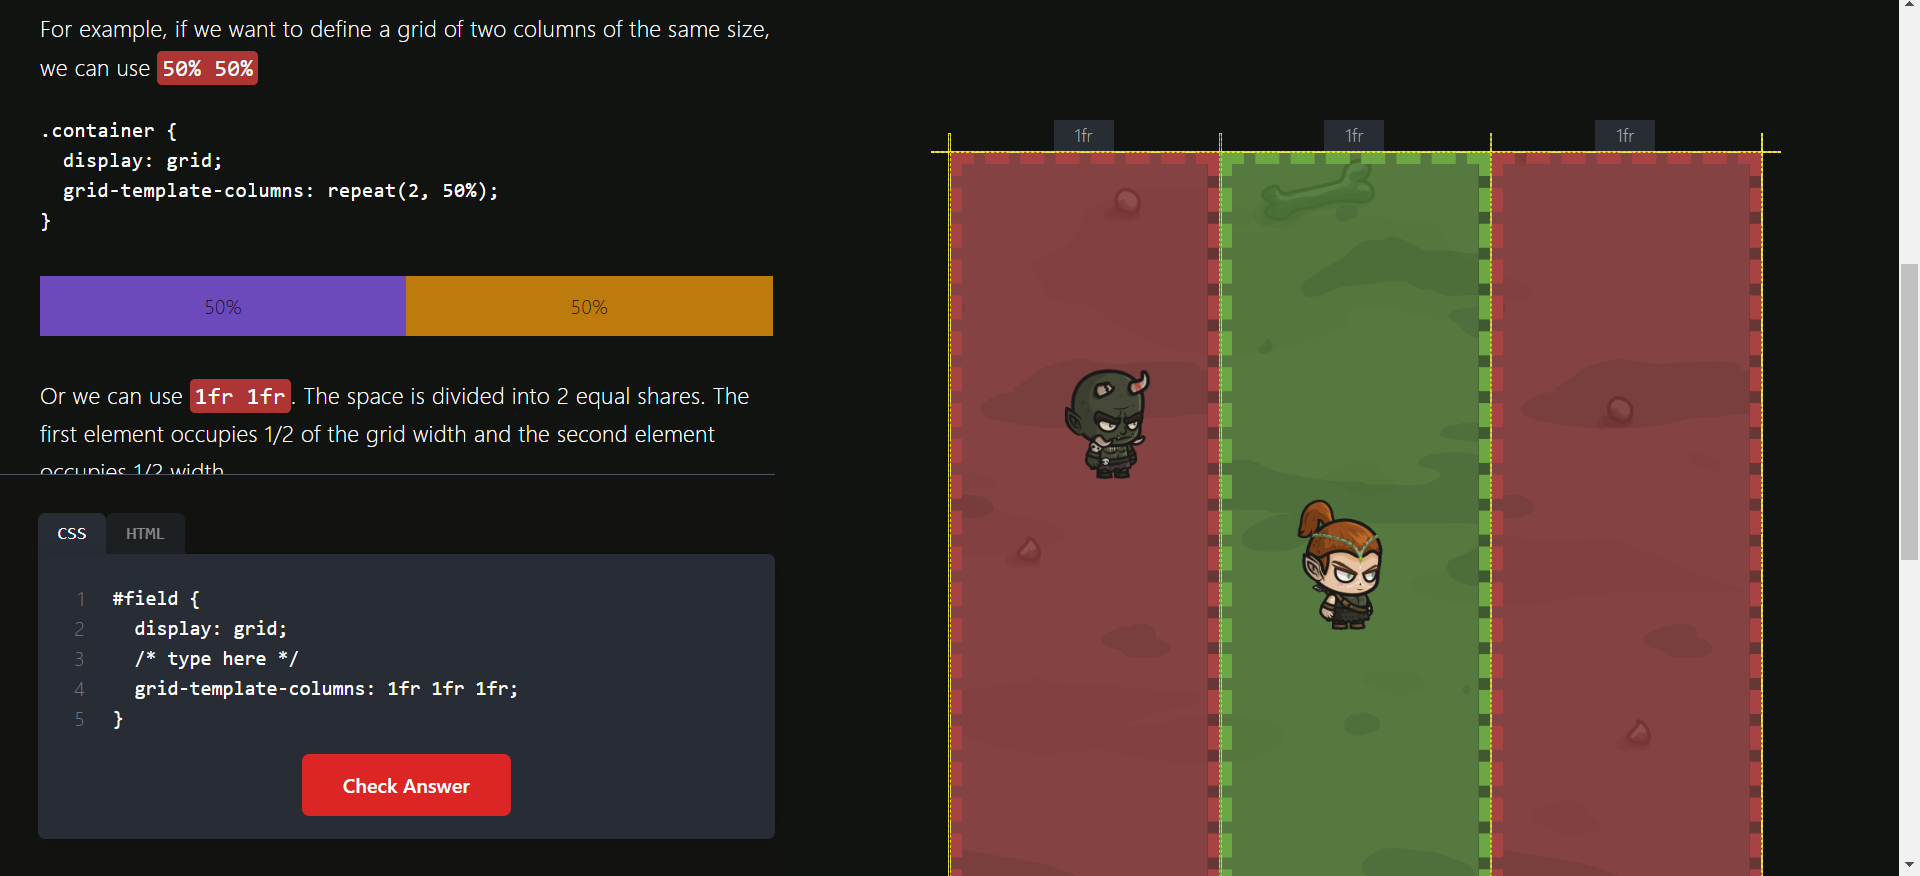 For example, if we want to define a grid of two columns of the same size,
we can use 50% 50%
.container {
  display: grid;
  grid-template-columns: repeat(2, 50%);
}
50% 50%
Or we can use 1fr 1fr. The space is divided into 2 equal shares. The
first element occupies 1/2 of the grid width and the second element
occupies 1/2 width
CSS HTML
1 #field {
2   display: grid;
3   /* type here */
4   grid-template-columns: 1fr 1fr 1fr;
5 }
Check Answer
1fr 1fr 1fr